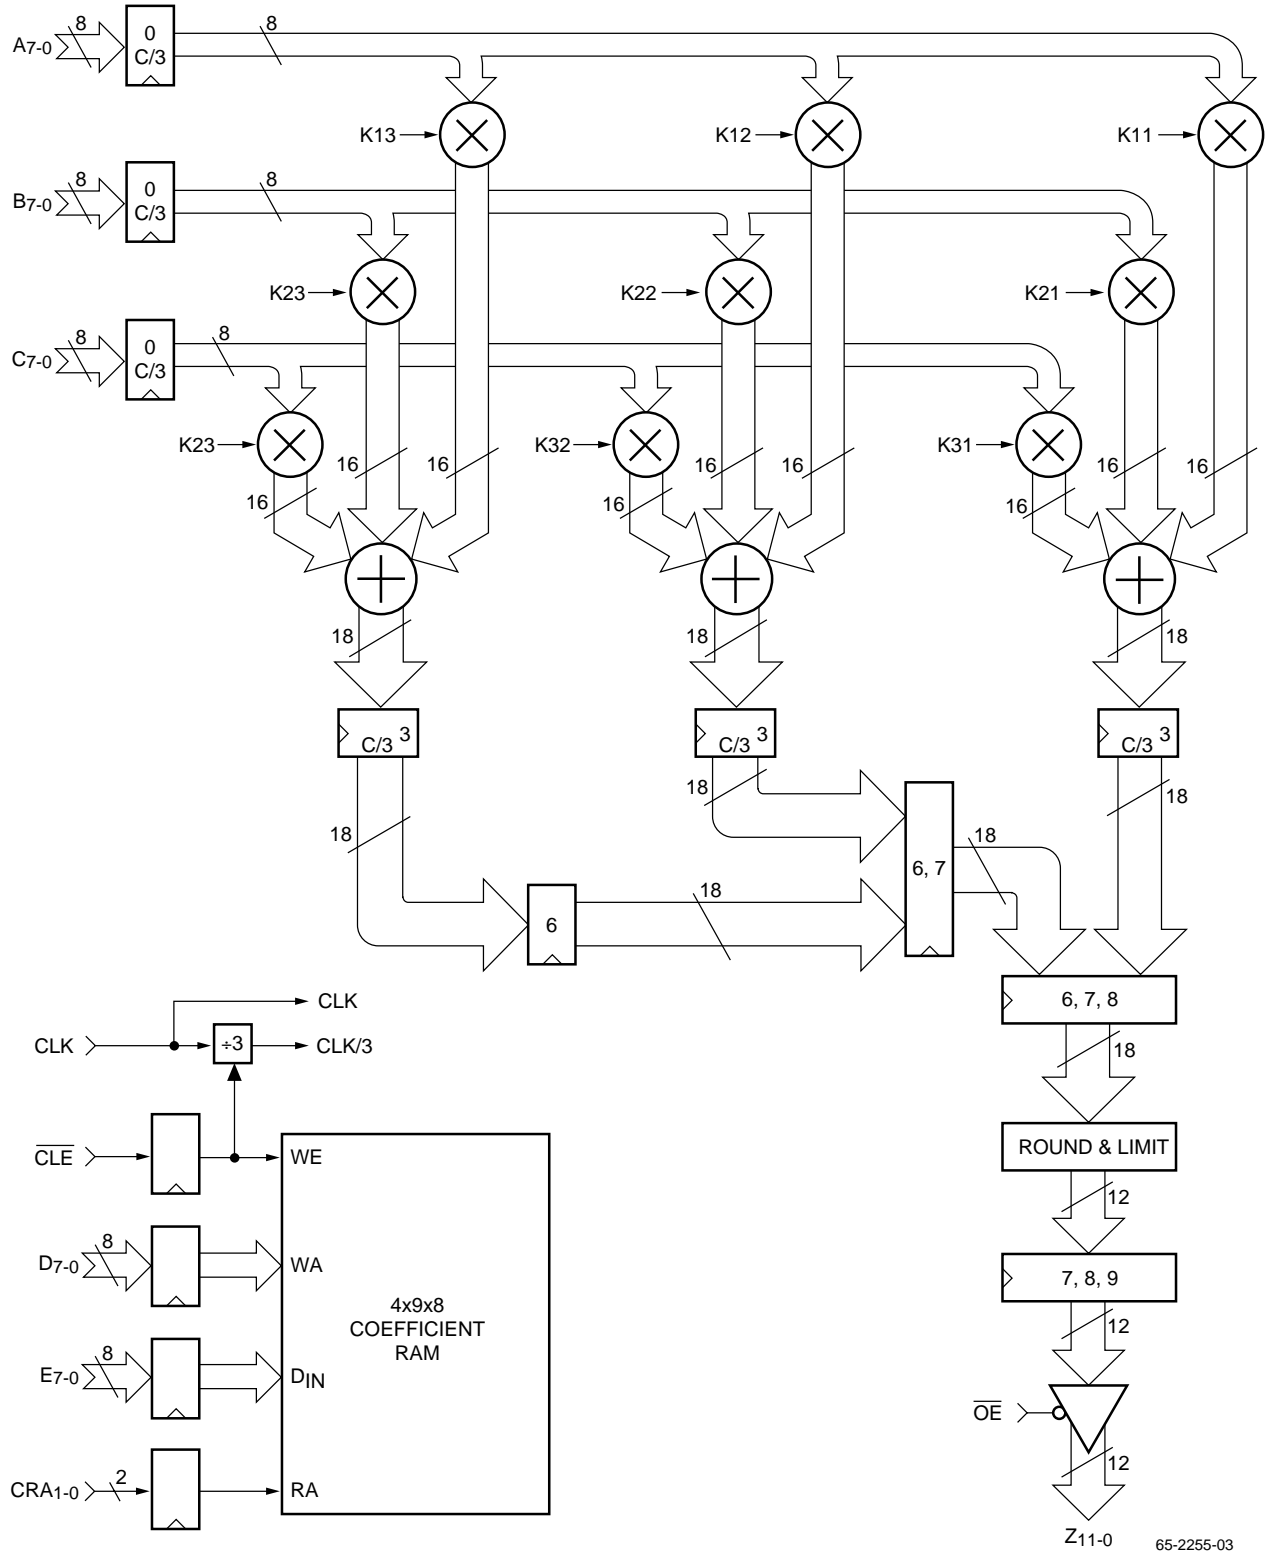 A7-0
8
0
C/3
8
K13
K12
K11
B7-0
8
0
C/3
8
K23
K22
K21
C7-0
8
0
C/3
8
K23
K32
K31
16
16
16
16
16
16
16
16
16
18
18
18
C/3 3
C/3 3
C/3 3
18
18
18
18
6, 7
18
6
CLK
CLK
÷3
CLK/3
6, 7, 8
18
CLE
WE
ROUND & LIMIT
12
D7-0
8
WA
7, 8, 9
4x9x8
COEFFICIENT
RAM
12
E7-0
8
DIN
OE
12
CRA1-0
2
RA
Z11-0
65-2255-03